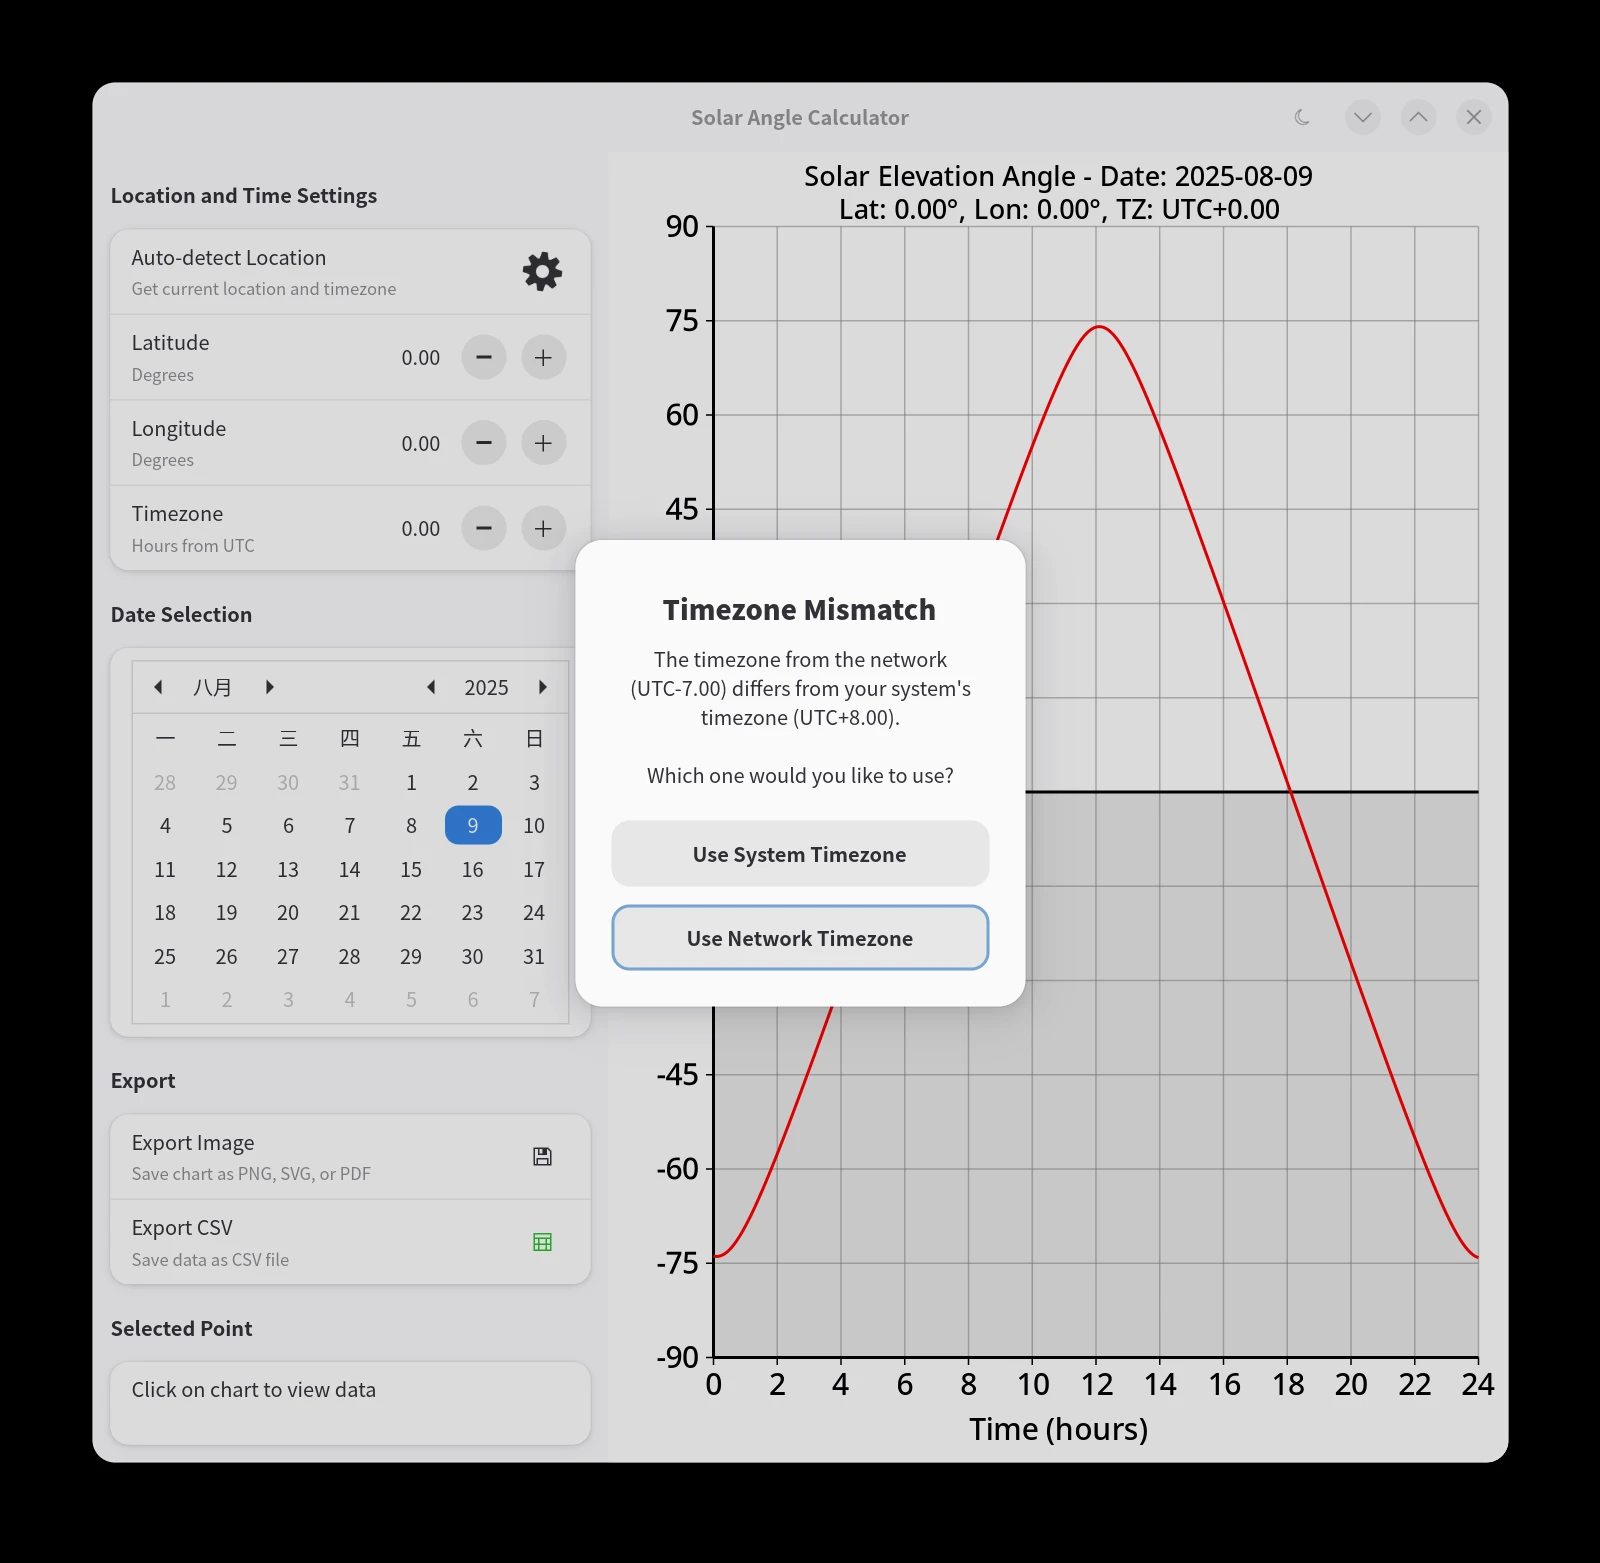 Solar Angle Calculator
Location and Time Settings
Auto-detect Location
Get current location and timezone
Latitude
Degrees
0.00
Longitude
Degrees
0.00
Timezone
Hours from UTC
0.00
Date Selection
八月 2025
一 二 三 四 五 六 日
28 29 30 31 1 2 3
4 5 6 7 8 9 10
11 12 13 14 15 16 17
18 19 20 21 22 23 24
25 26 27 28 29 30 31
1 2 3 4 5 6 7
Export
Export Image
Save chart as PNG, SVG, or PDF
Export CSV
Save data as CSV file
Selected Point
Click on chart to view data
Solar Elevation Angle - Date: 2025-08-09
Lat: 0.00°, Lon: 0.00°, TZ: UTC+0.00
90
75
60
45
-45
-60
-75
-90
0 2 4 6 8 10 12 14 16 18 20 22 24
Time (hours)
Timezone Mismatch
The timezone from the network
(UTC-7.00) differs from your system's
timezone (UTC+8.00).
Which one would you like to use?
Use System Timezone
Use Network Timezone